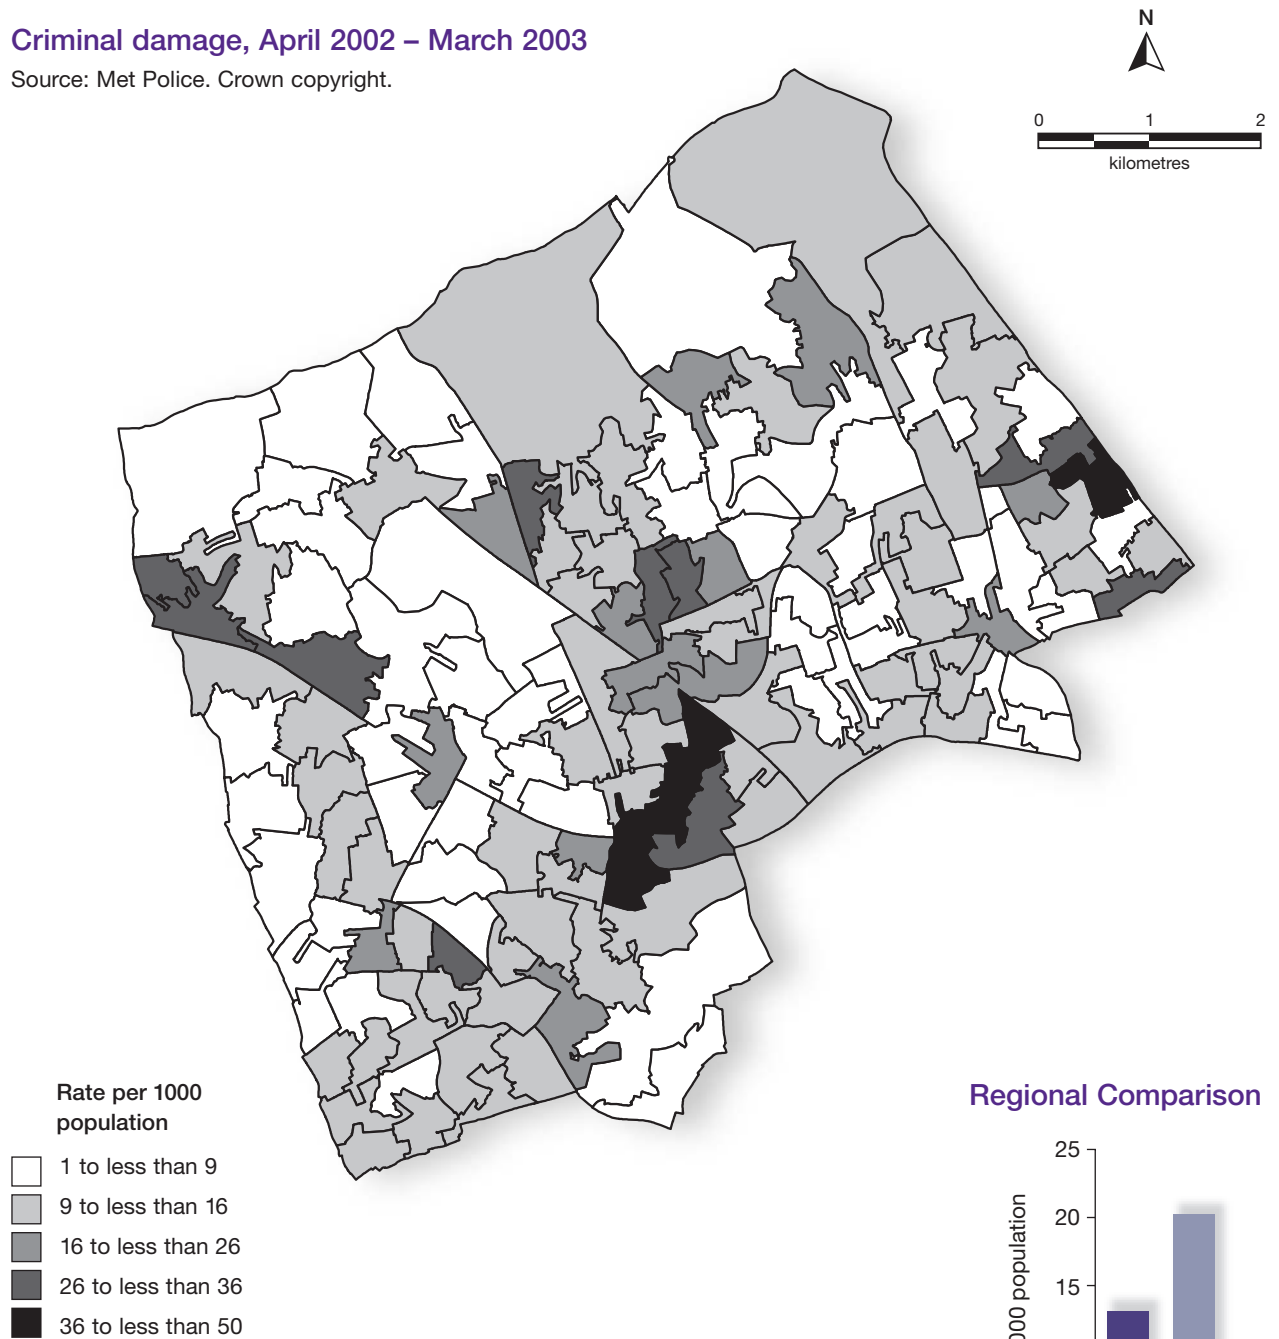 Criminal damage, April 2002 – March 2003
Source: Met Police. Crown copyright.
N
0 1 2
kilometres
Rate per 1000
population
1 to less than 9
9 to less than 16
16 to less than 26
26 to less than 36
36 to less than 50
Regional Comparison
25
20
15
population